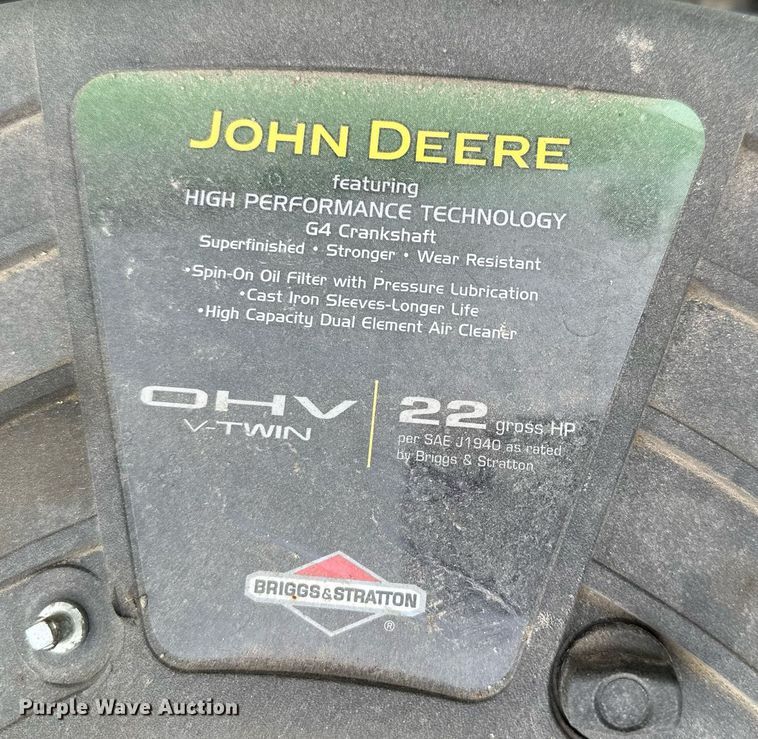 JOHN DEERE
featuring
HIGH PERFORMANCE TECHNOLOGY
G4 Crankshaft
Superfinished • Stronger • Wear Resistant
•Spin-On Oil Filter with Pressure Lubrication
•Cast Iron Sleeves-Longer Life
•High Capacity Dual Element Air Cleaner
OHV
V-TWIN
22 gross HP
per SAE J1940 as rated
by Briggs & Stratton
BRIGGS & STRATTON
®
Purple Wave Auction